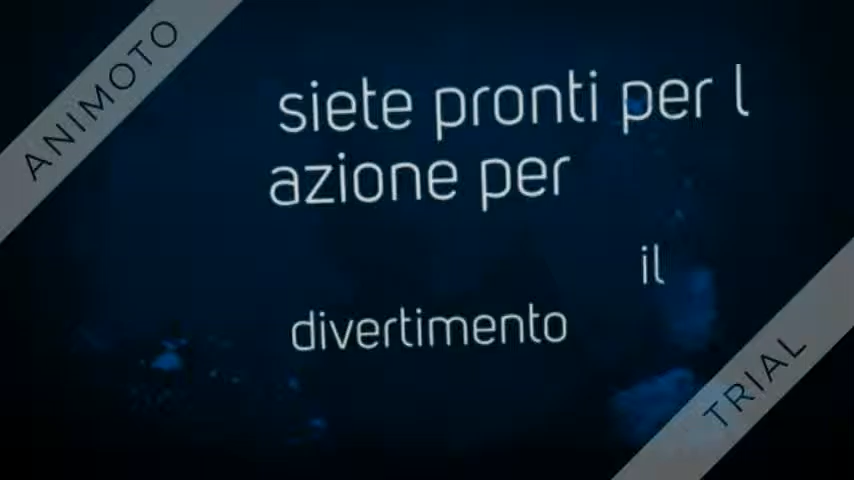 ANIMOTO
siete pronti per l
azione per
il
divertimento
TRIAL